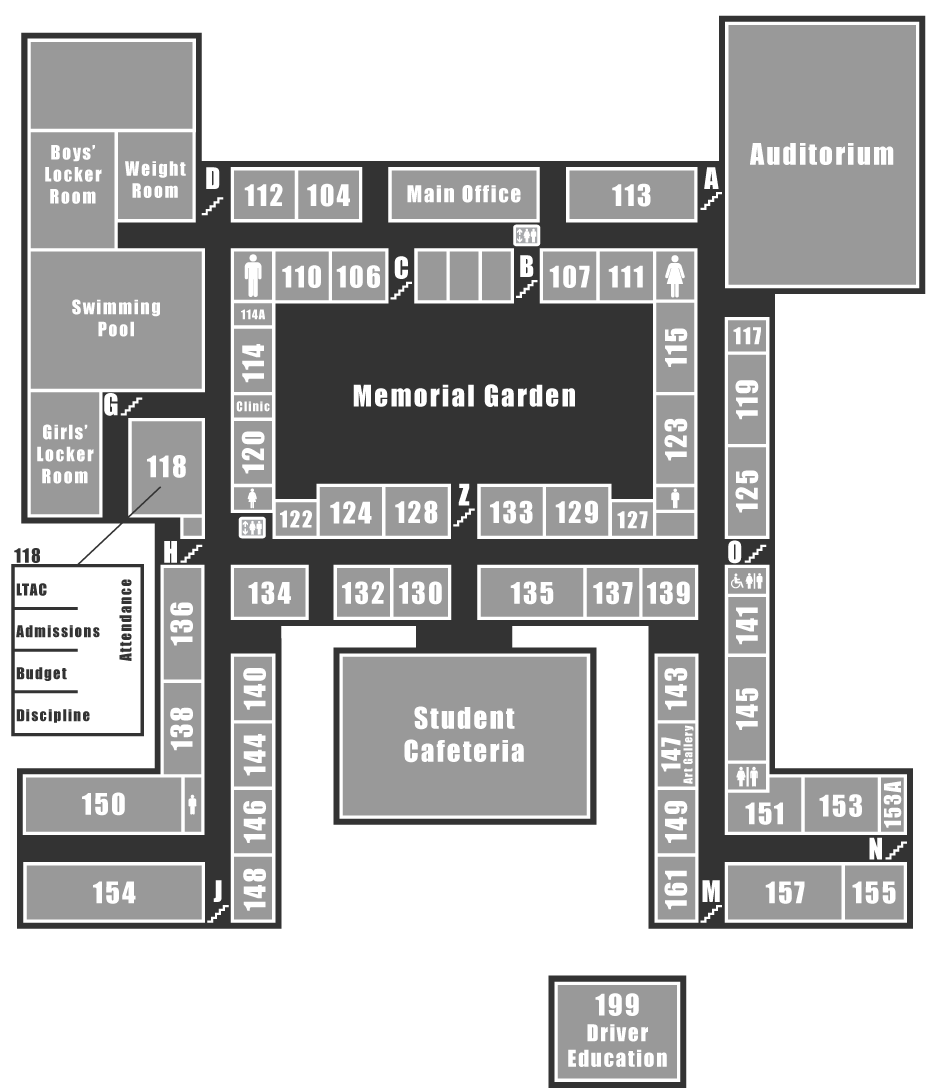 Auditorium
Boys'
Locker
Room
Weight
Room
D
112
104
Main Office
113
A
110
106
C
B
107
111
Swimming
Pool
114A
114
Clinic
120
Memorial Garden
115
123
117
119
125
G
Girls'
Locker
Room
118
122
124
128
Z
133
129
127
H
O
118
LTAC
Admissions
Budget
Discipline
Attendance
134
132
130
135
137
139
136
138
141
145
140
144
146
148
Student
Cafeteria
143
147
Art Gallery
149
161
150
151
153
153A
N
154
J
M
157
155
199
Driver
Education